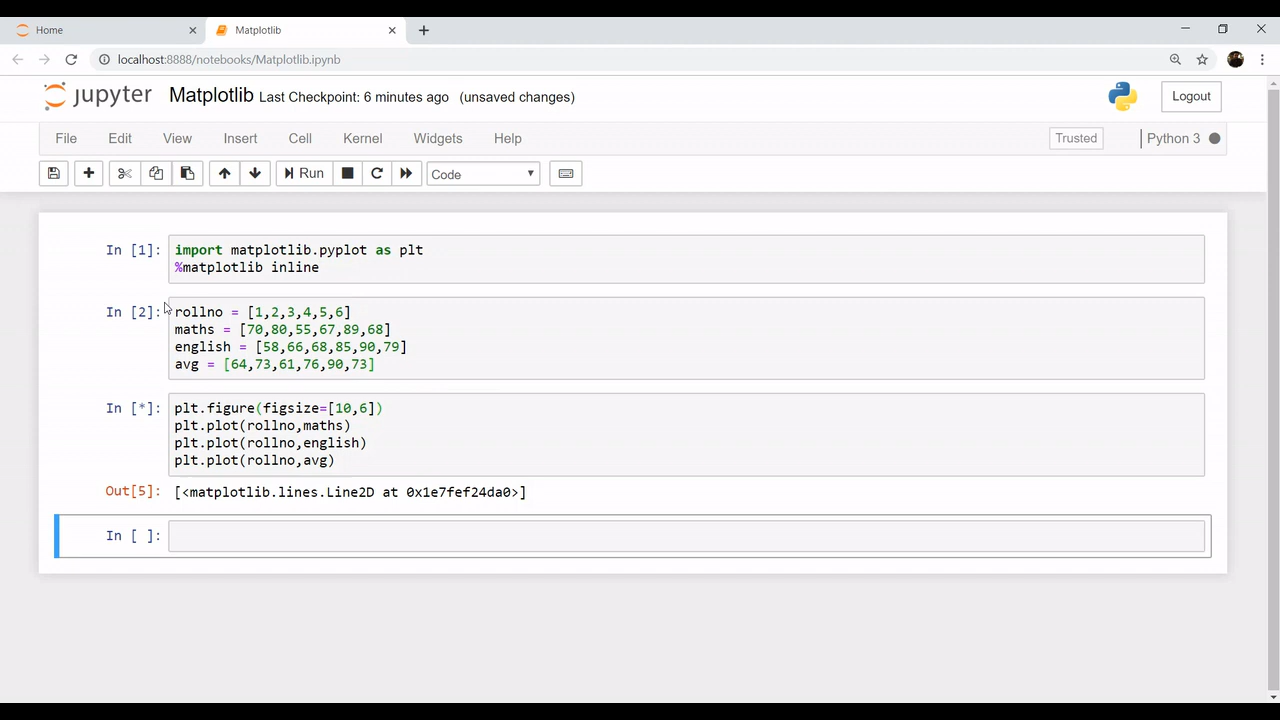 Home
Matplotlib
localhost:8888/notebooks/Matplotlib.ipynb
jupyter Matplotlib Last Checkpoint: 6 minutes ago (unsaved changes)
Logout
File Edit View Insert Cell Kernel Widgets Help
Trusted
Python 3
Run
Code
In [1]: import matplotlib.pyplot as plt
%matplotlib inline
In [2]: rollno = [1,2,3,4,5,6]
maths = [70,80,55,67,89,68]
english = [58,66,68,85,90,79]
avg = [64,73,61,76,90,73]
In [*]: plt.figure(figsize=[10,6])
plt.plot(rollno,maths)
plt.plot(rollno,english)
plt.plot(rollno,avg)
Out[5]: [<matplotlib.lines.Line2D at 0x1e7fef24da0>]
In [ ]: